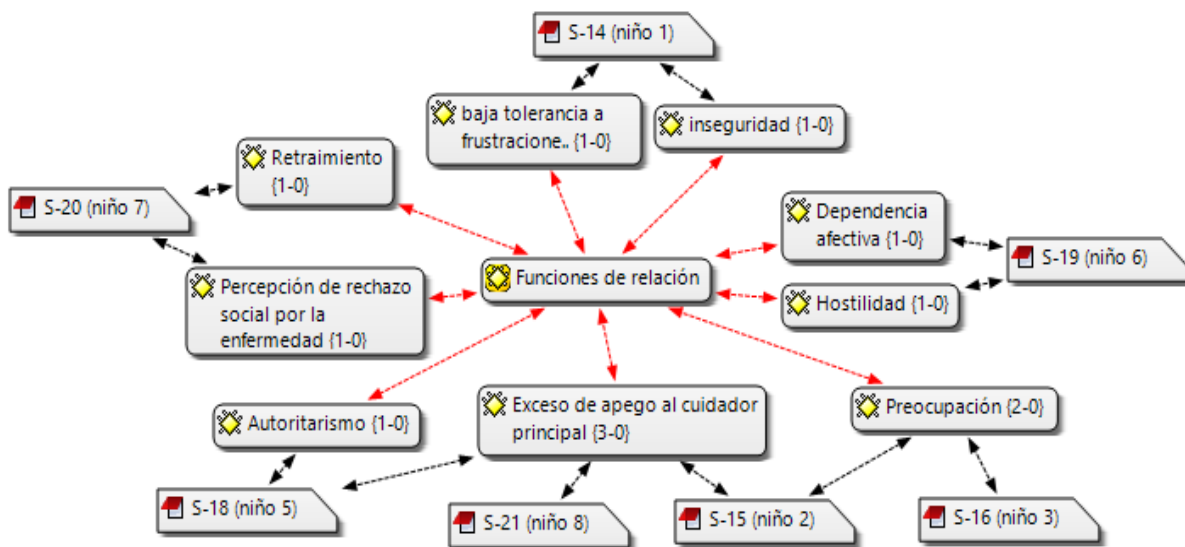 S-14 (niño 1)
baja tolerancia a
frustracione.. {1-0}
inseguridad {1-0}
Retraimiento
{1-0}
S-20 (niño 7)
Dependencia
afectiva {1-0}
S-19 (niño 6)
Percepción de rechazo
social por la
enfermedad {1-0}
Funciones de relación
Hostilidad {1-0}
Autoritarismo {1-0}
Exceso de apego al cuidador
principal {3-0}
Preocupación {2-0}
S-18 (niño 5)
S-21 (niño 8)
S-15 (niño 2)
S-16 (niño 3)